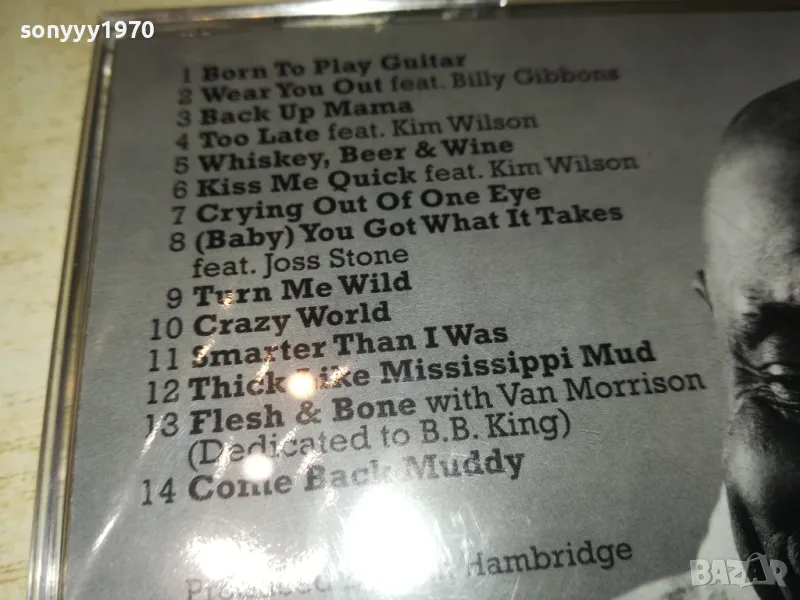 sonyyy1970
1 Born To Play Guitar
2 Wear You Out feat. Billy Gibbons
3 Back Up Mama
4 Too Late feat. Kim Wilson
5 Whiskey, Beer & Wine
6 Kiss Me Quick feat. Kim Wilson
7 Crying Out Of One Eye
8 (Baby) You Got What It Takes
feat. Joss Stone
9 Turn Me Wild
10 Crazy World
11 Smarter Than I Was
12 Thick Like Mississippi Mud
13 Flesh & Bone with Van Morrison
(Dedicated to B.B. King)
14 Come Back Muddy
Produced Hambridge
BAZAR